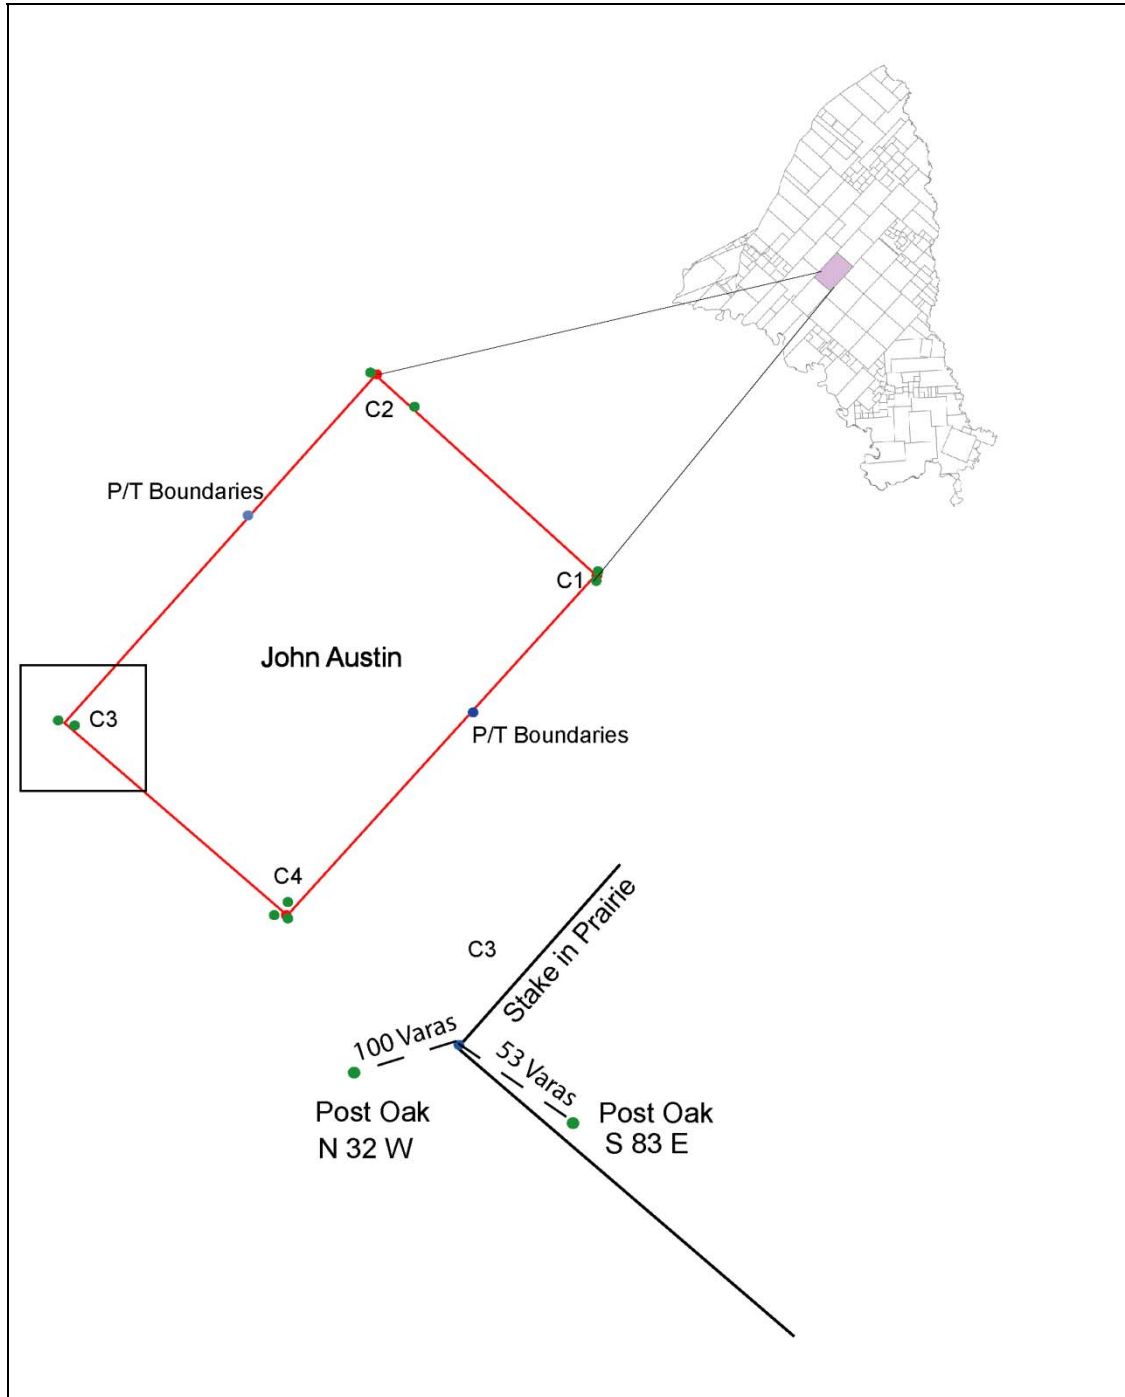 C2
P/T Boundaries
C1
John Austin
C3
P/T Boundaries
C4
C3
Stake in Prairie
100 Varas
53 Varas
Post Oak
N 32 W
Post Oak
S 83 E